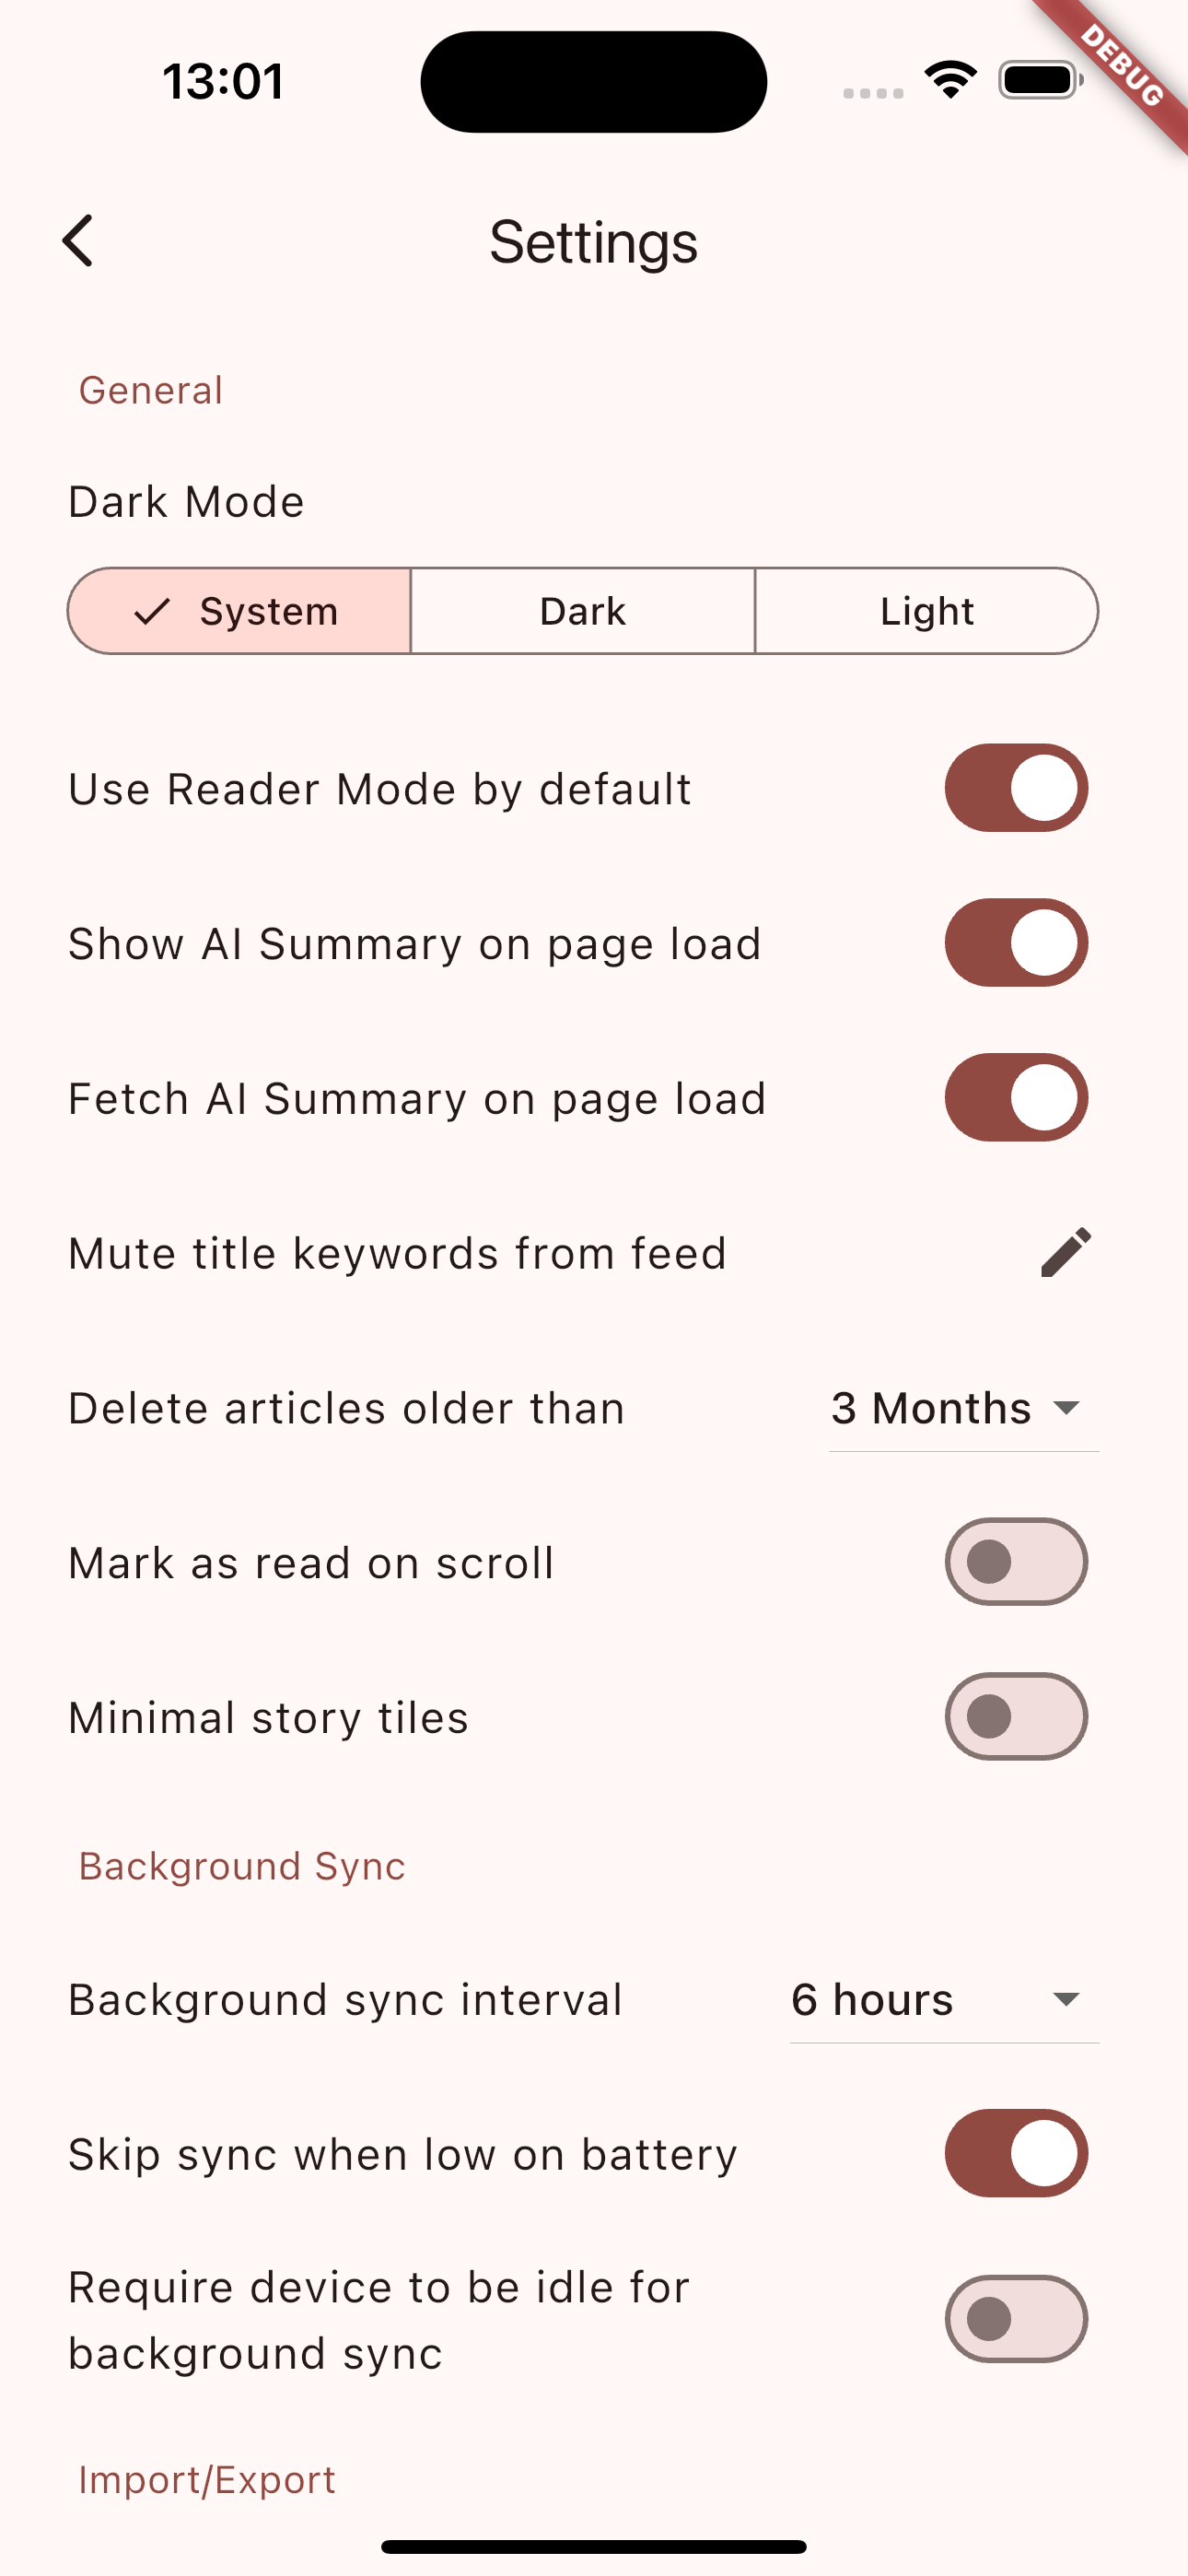 13:01
DEBUG
Settings
General
Dark Mode
System Dark Light
Use Reader Mode by default
Show AI Summary on page load
Fetch AI Summary on page load
Mute title keywords from feed
Delete articles older than 3 Months
Mark as read on scroll
Minimal story tiles
Background Sync
Background sync interval 6 hours
Skip sync when low on battery
Require device to be idle for
background sync
Import/Export